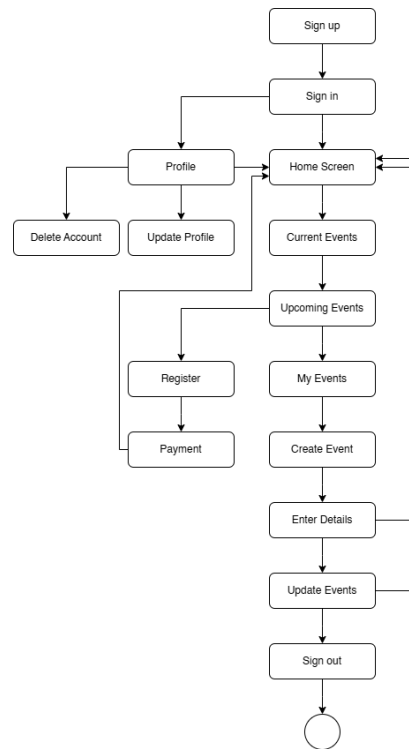 Sign up
Sign in
Profile
Home Screen
Delete Account
Update Profile
Current Events
Upcoming Events
Register
My Events
Payment
Create Event
Enter Details
Update Events
Sign out